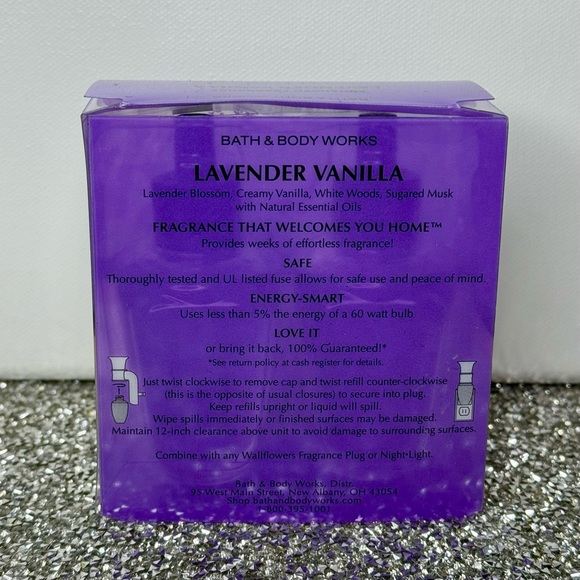 BATH & BODY WORKS
LAVENDER VANILLA
Lavender Blossom, Creamy Vanilla, White Woods, Sugared Musk
with Natural Essential Oils
FRAGRANCE THAT WELCOMES YOU HOME™
Provides weeks of effortless fragrance!
SAFE
Thoroughly tested and UL listed fuse allows for safe use and peace of mind.
ENERGY-SMART
Uses less than 5% the energy of a 60 watt bulb
LOVE IT
or bring it back, 100% Guaranteed!*
*See return policy at cash register for details.
Just twist clockwise to remove cap and twist refill counter-clockwise
(this is the opposite of usual closures) to secure into plug.
Keep refills upright or liquid will spill.
Wipe spills immediately or finished surfaces may be damaged.
Maintain 12-inch clearance above unit to avoid damage to surrounding surfaces.
Combine with any Wallflowers Fragrance Plug or Night-Light.
Bath & Body Works, Distr.
95 West Main Street, New Albany, OH 43054
Shop bathandbodyworks.com
1-800-395-1001